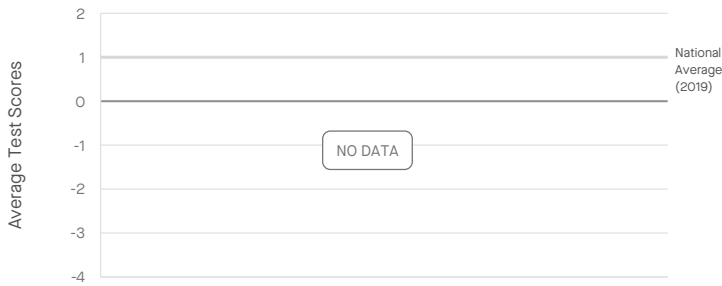 Average Test Scores
2
1
0
-1
-2
-3
-4
National
Average
(2019)
NO DATA